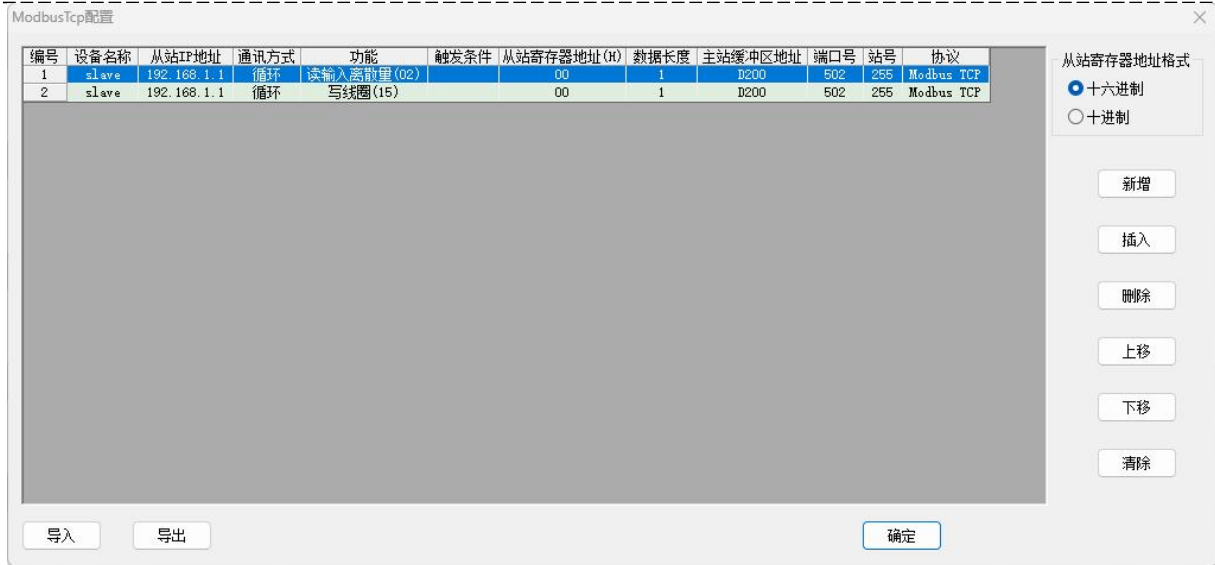 ModbusTcp配置
编号 设备名称 从站IP地址 通讯方式 功能 触发条件 从站寄存器地址(H) 数据长度 主站缓冲区地址 端口号 站号 协议
1 slave 192.168.1.1 循环 读输入离散量(02) 00 1 D200 502 255 Modbus TCP
2 slave 192.168.1.1 循环 写线圈(15) 00 1 D200 502 255 Modbus TCP
从站寄存器地址格式
十六进制
十进制
新增
插入
删除
上移
下移
清除
导入 导出 确定